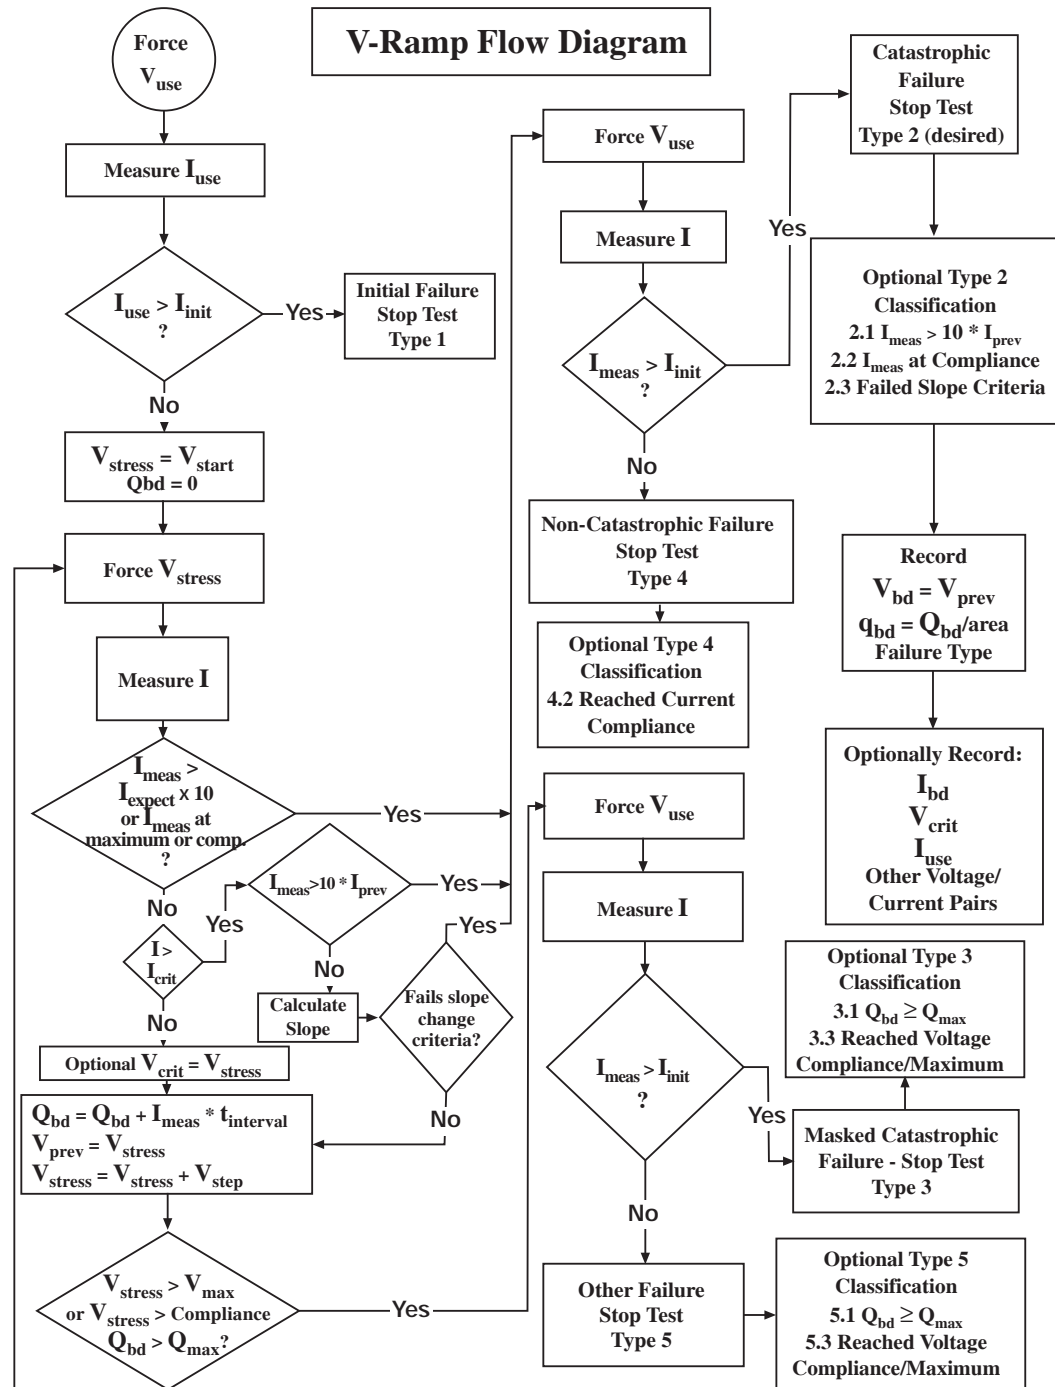 V-Ramp Flow Diagram
Force
Vuse
Measure Iuse
Iuse > Iinit
?
Yes
Initial Failure
Stop Test
Type 1
No
Vstress = Vstart
Qbd = 0
Force Vstress
Measure I
Imeas >
Iexpect x 10
or Imeas at
maximum or comp.
?
Yes
No
I >
Icrit
Yes
Imeas>10 * Iprev
Yes
No
Calculate
Slope
Fails slope
change
criteria?
Yes
No
No
Optional Vcrit = Vstress
Qbd = Qbd + Imeas * tinterval
Vprev = Vstress
Vstress = Vstress + Vstep
Vstress > Vmax
or Vstress > Compliance
Qbd > Qmax?
Yes
Force Vuse
Measure I
Imeas > Iinit
?
Yes
No
Non-Catastrophic Failure
Stop Test
Type 4
Optional Type 4
Classification
4.2 Reached Current
Compliance
Catastrophic
Failure
Stop Test
Type 2 (desired)
Optional Type 2
Classification
2.1 Imeas > 10 * Iprev
2.2 Imeas at Compliance
2.3 Failed Slope Criteria
Record
Vbd = Vprev
qbd = Qbd/area
Failure Type
Optionally Record:
Ibd
Vcrit
Iuse
Other Voltage/
Current Pairs
Force Vuse
Measure I
Imeas > Iinit
?
Yes
No
Optional Type 3
Classification
3.1 Qbd ≥ Qmax
3.3 Reached Voltage
Compliance/Maximum
Masked Catastrophic
Failure - Stop Test
Type 3
Other Failure
Stop Test
Type 5
Optional Type 5
Classification
5.1 Qbd ≥ Qmax
5.3 Reached Voltage
Compliance/Maximum